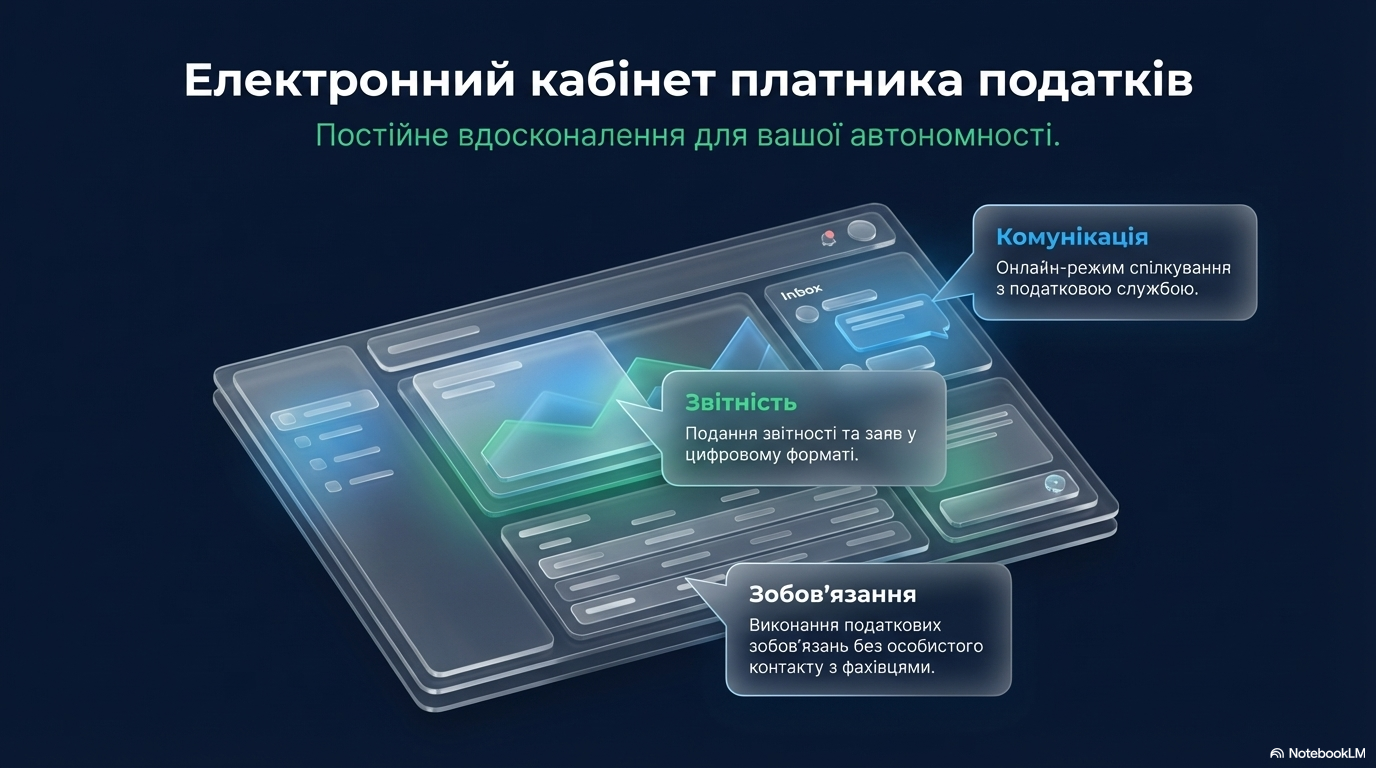 Електронний кабінет платника податків
Постійне вдосконалення для вашої автономності.
Комунікація
Онлайн-режим спілкування
з податковою службою.
Inbox
Звітність
Подання звітності та заяв у
цифровому форматі.
Зобов'язання
Виконання податкових
зобов'язань без особистого
контакту з фахівцями.
NotebookLM